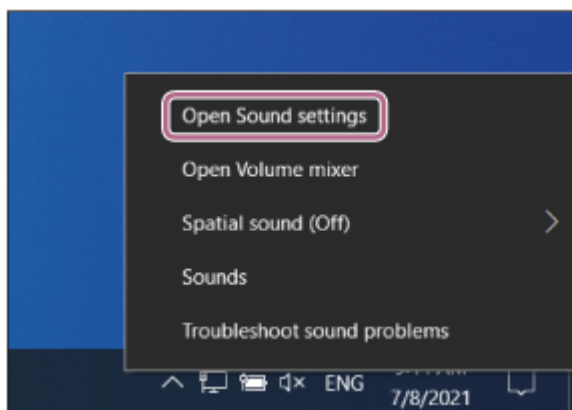 Open Sound settings
Open Volume mixer
Spatial sound (Off)
Sounds
Troubleshoot sound problems
ENG
7/8/2021